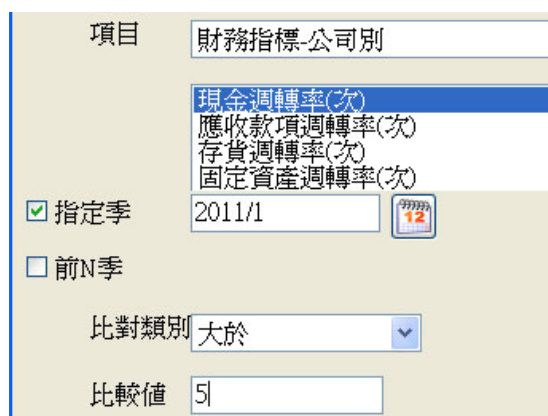 項目 財務指標-公司別
現金週轉率(次)
應收款項週轉率(次)
存貨週轉率(次)
固定資產週轉率(次)
指定季 2011/1 12
前N季
比對類別 大於
比較值 5